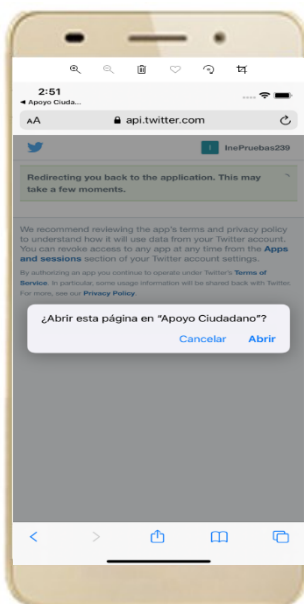 2:51
Apoyo Ciuda...
AA api.twitter.com
InePruebas239
Redirecting you back to the application. This may
take a few moments.
We recommend reviewing the app's terms and privacy policy
to understand how it will use data from your Twitter account.
You can revoke access to any app at any time from the Apps
and sessions section of your Twitter account settings.
By authorizing an app you continue to operate under Twitter's Terms of
Service. In particular, some usage information will be shared back with Twitter.
For more, see our Privacy Policy.
¿Abrir esta página en "Apoyo Ciudadano"?
Cancelar Abrir